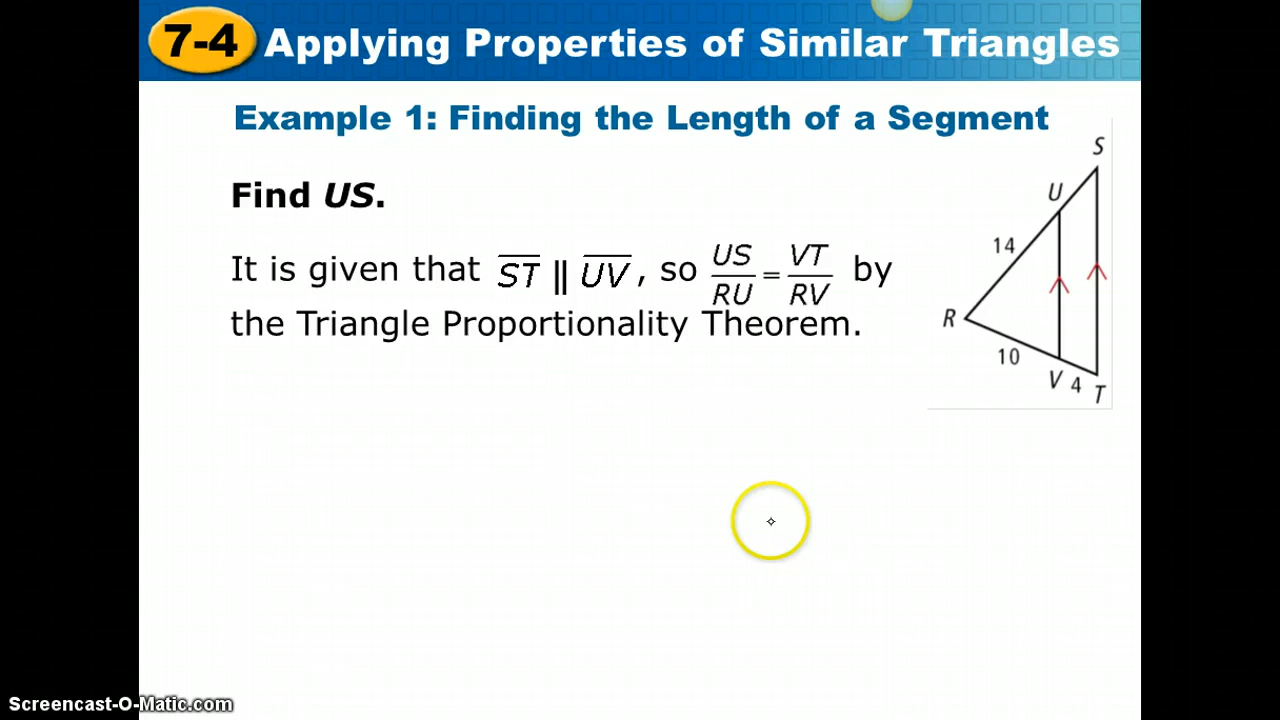 7-4 Applying Properties of Similar Triangles
Example 1: Finding the Length of a Segment
Find US.
It is given that ST || UV, so US/RU = VT/RV by
the Triangle Proportionality Theorem.
S
U
14
R
10
V 4 T
Screencast-O-Matic.com